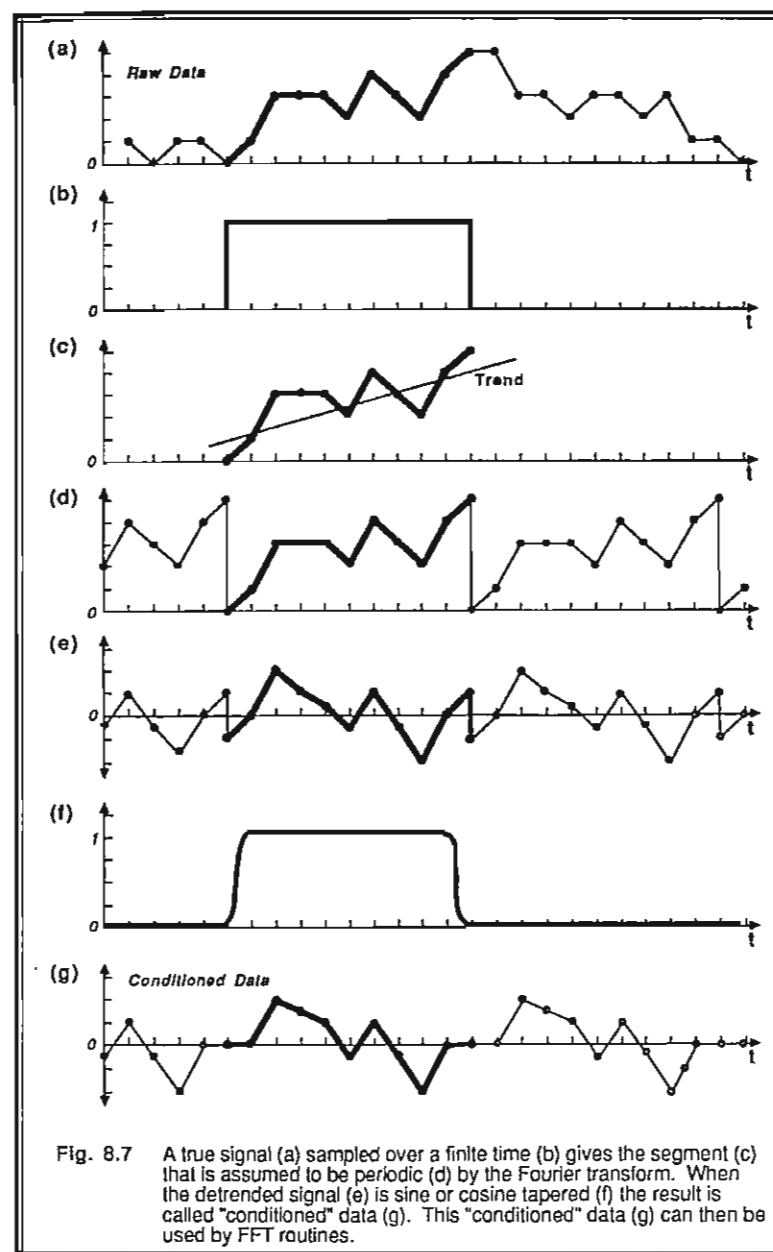 (a)
Raw Data
0
t
(b)
1
0
t
(c)
Trend
0
t
(d)
0
t
(e)
0
t
(f)
1
0
t
(g)
Conditioned Data
0
t
Fig. 8.7 A true signal (a) sampled over a finite time (b) gives the segment (c)
that is assumed to be periodic (d) by the Fourier transform. When
the detrended signal (e) is sine or cosine tapered (f) the result is
called "conditioned" data (g). This "conditioned" data (g) can then be
used by FFT routines.